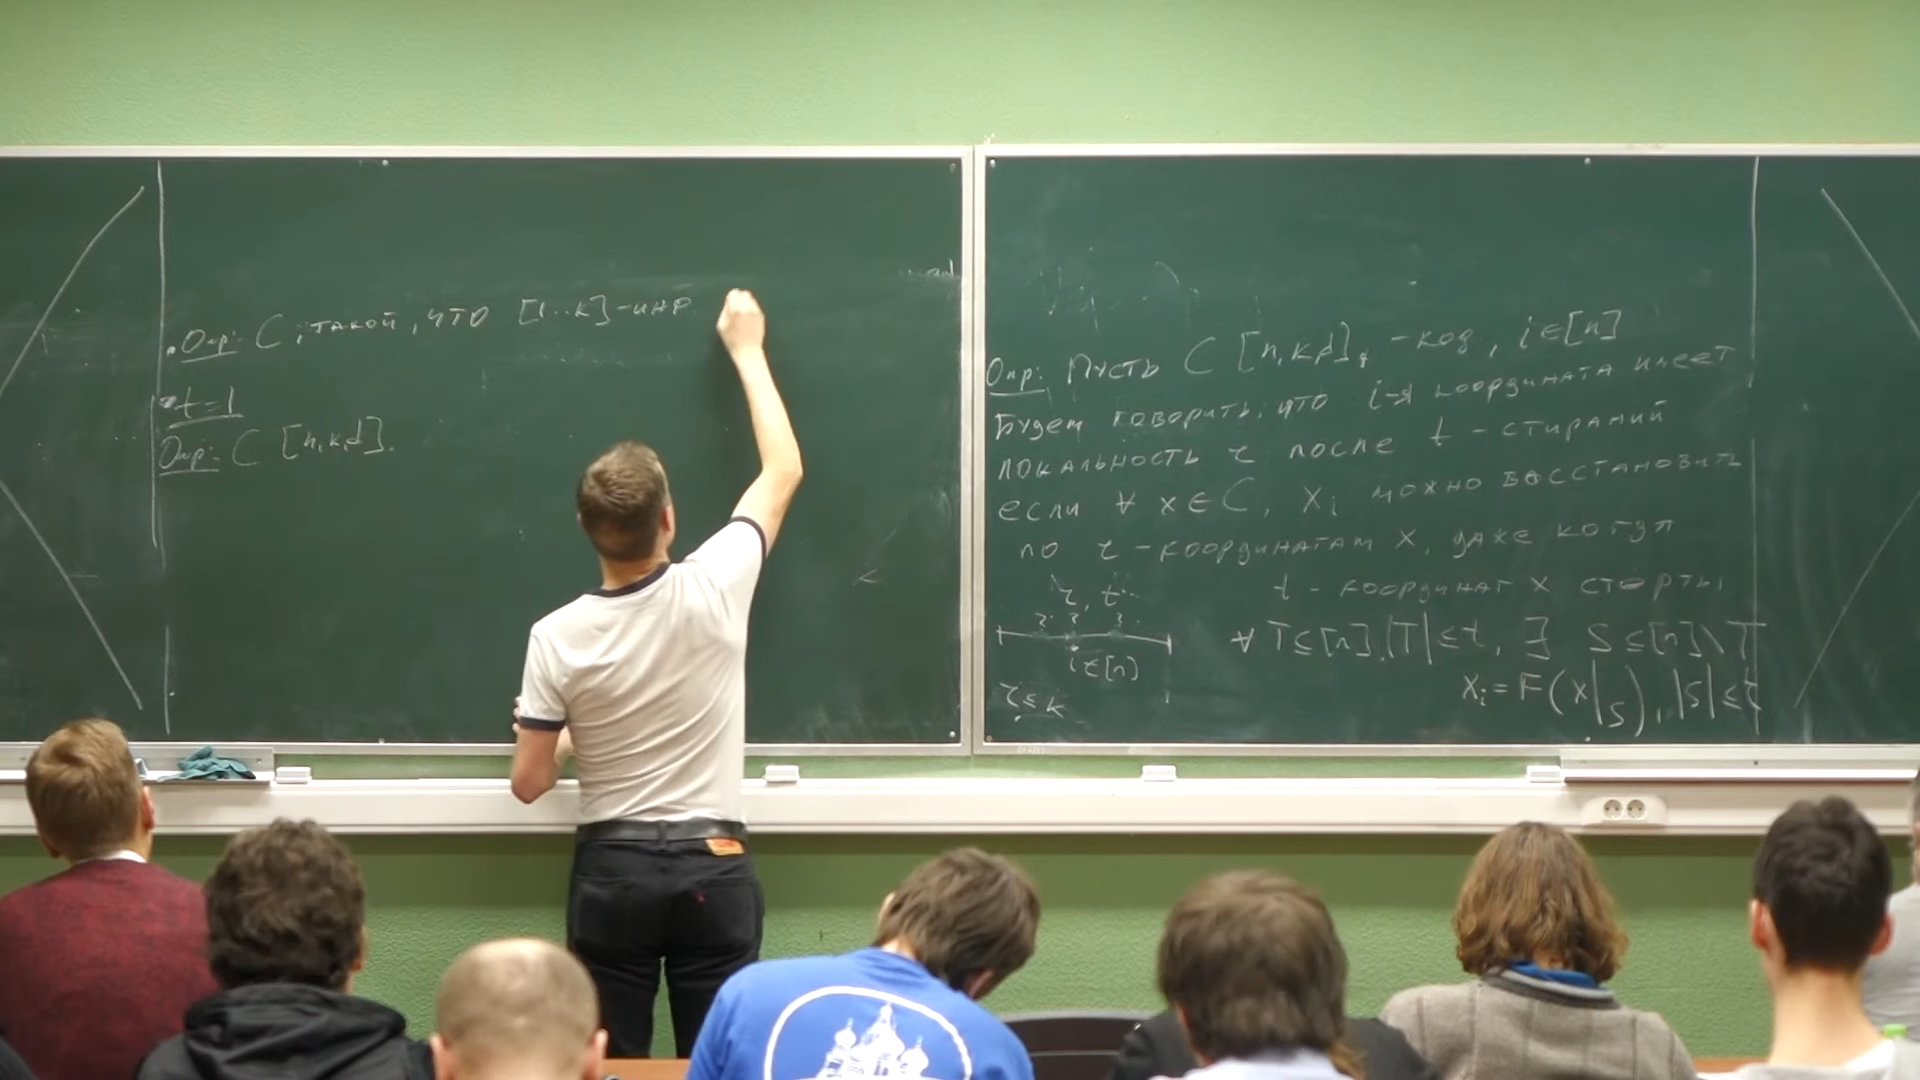 Опр: C, такой, что [1..k]-инф.
t=1
Опр: C [n,k,d].
Опр: Пусть C [n,k,d]q -код, i∈[n]
Будем говорить, что i-я координата имеет
локальность r после t - стираний
если ∀ x∈C, xi можно восстановить
по r - координатам x, даже когда
t - координат x стерты
r, t
? ? ?
i∈[n]
r≤k
∀ T⊆[n], |T|≤t, ∃ S⊆[n]\T
xi = F(x|S), |S|≤r